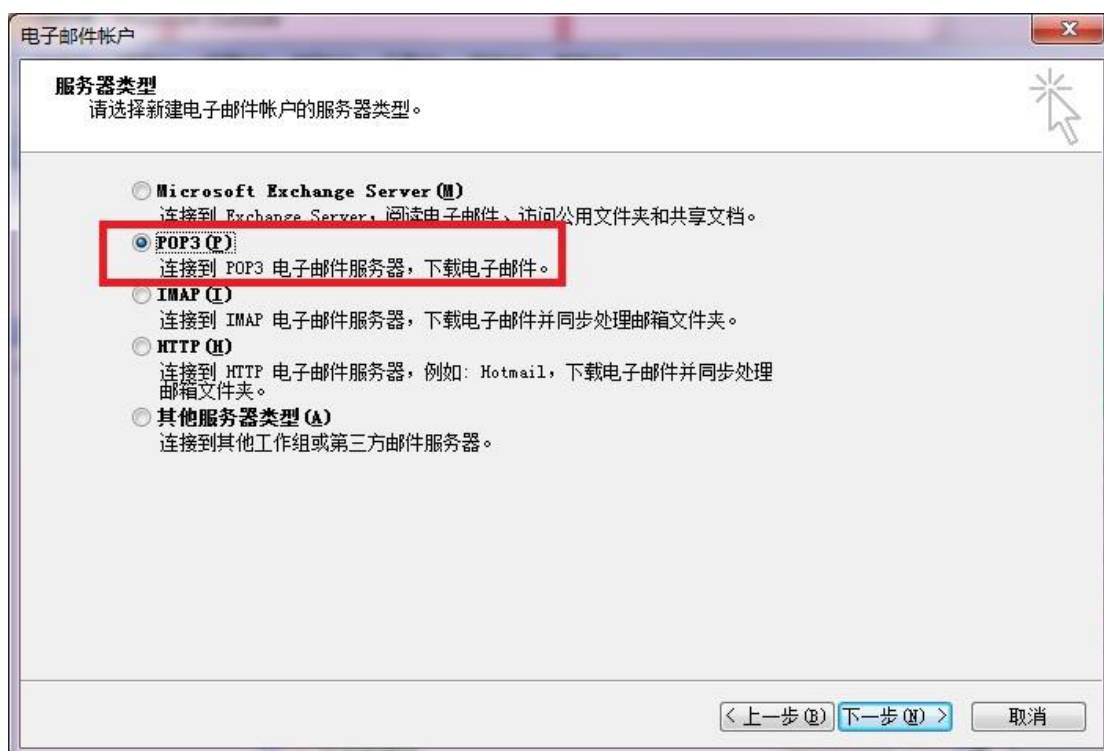 电子邮件帐户
服务器类型
请选择新建电子邮件帐户的服务器类型。
Microsoft Exchange Server(M)
连接到 Exchange Server，阅读电子邮件、访问公用文件夹和共享文档。
POP3(P)
连接到 POP3 电子邮件服务器，下载电子邮件。
IMAP(I)
连接到 IMAP 电子邮件服务器，下载电子邮件并同步处理邮箱文件夹。
HTTP(H)
连接到 HTTP 电子邮件服务器，例如: Hotmail，下载电子邮件并同步处理
邮箱文件夹。
其他服务器类型(A)
连接到其他工作组或第三方邮件服务器。
< 上一步(B) 下一步(N) > 取消